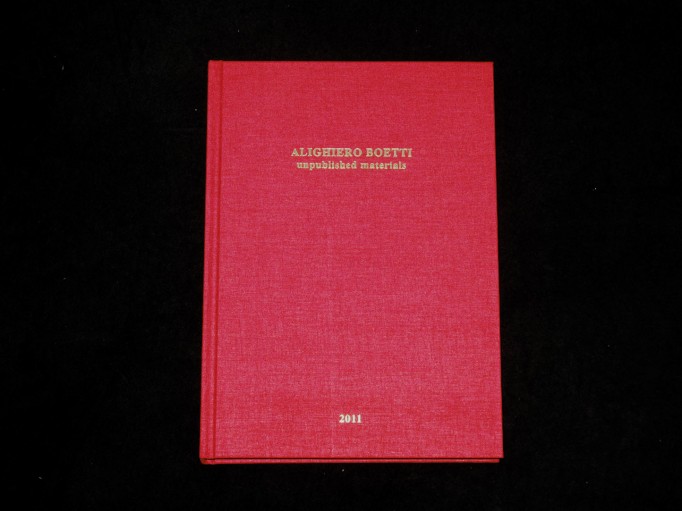 ALIGHIERO BOETTI
unpublished materials
2011